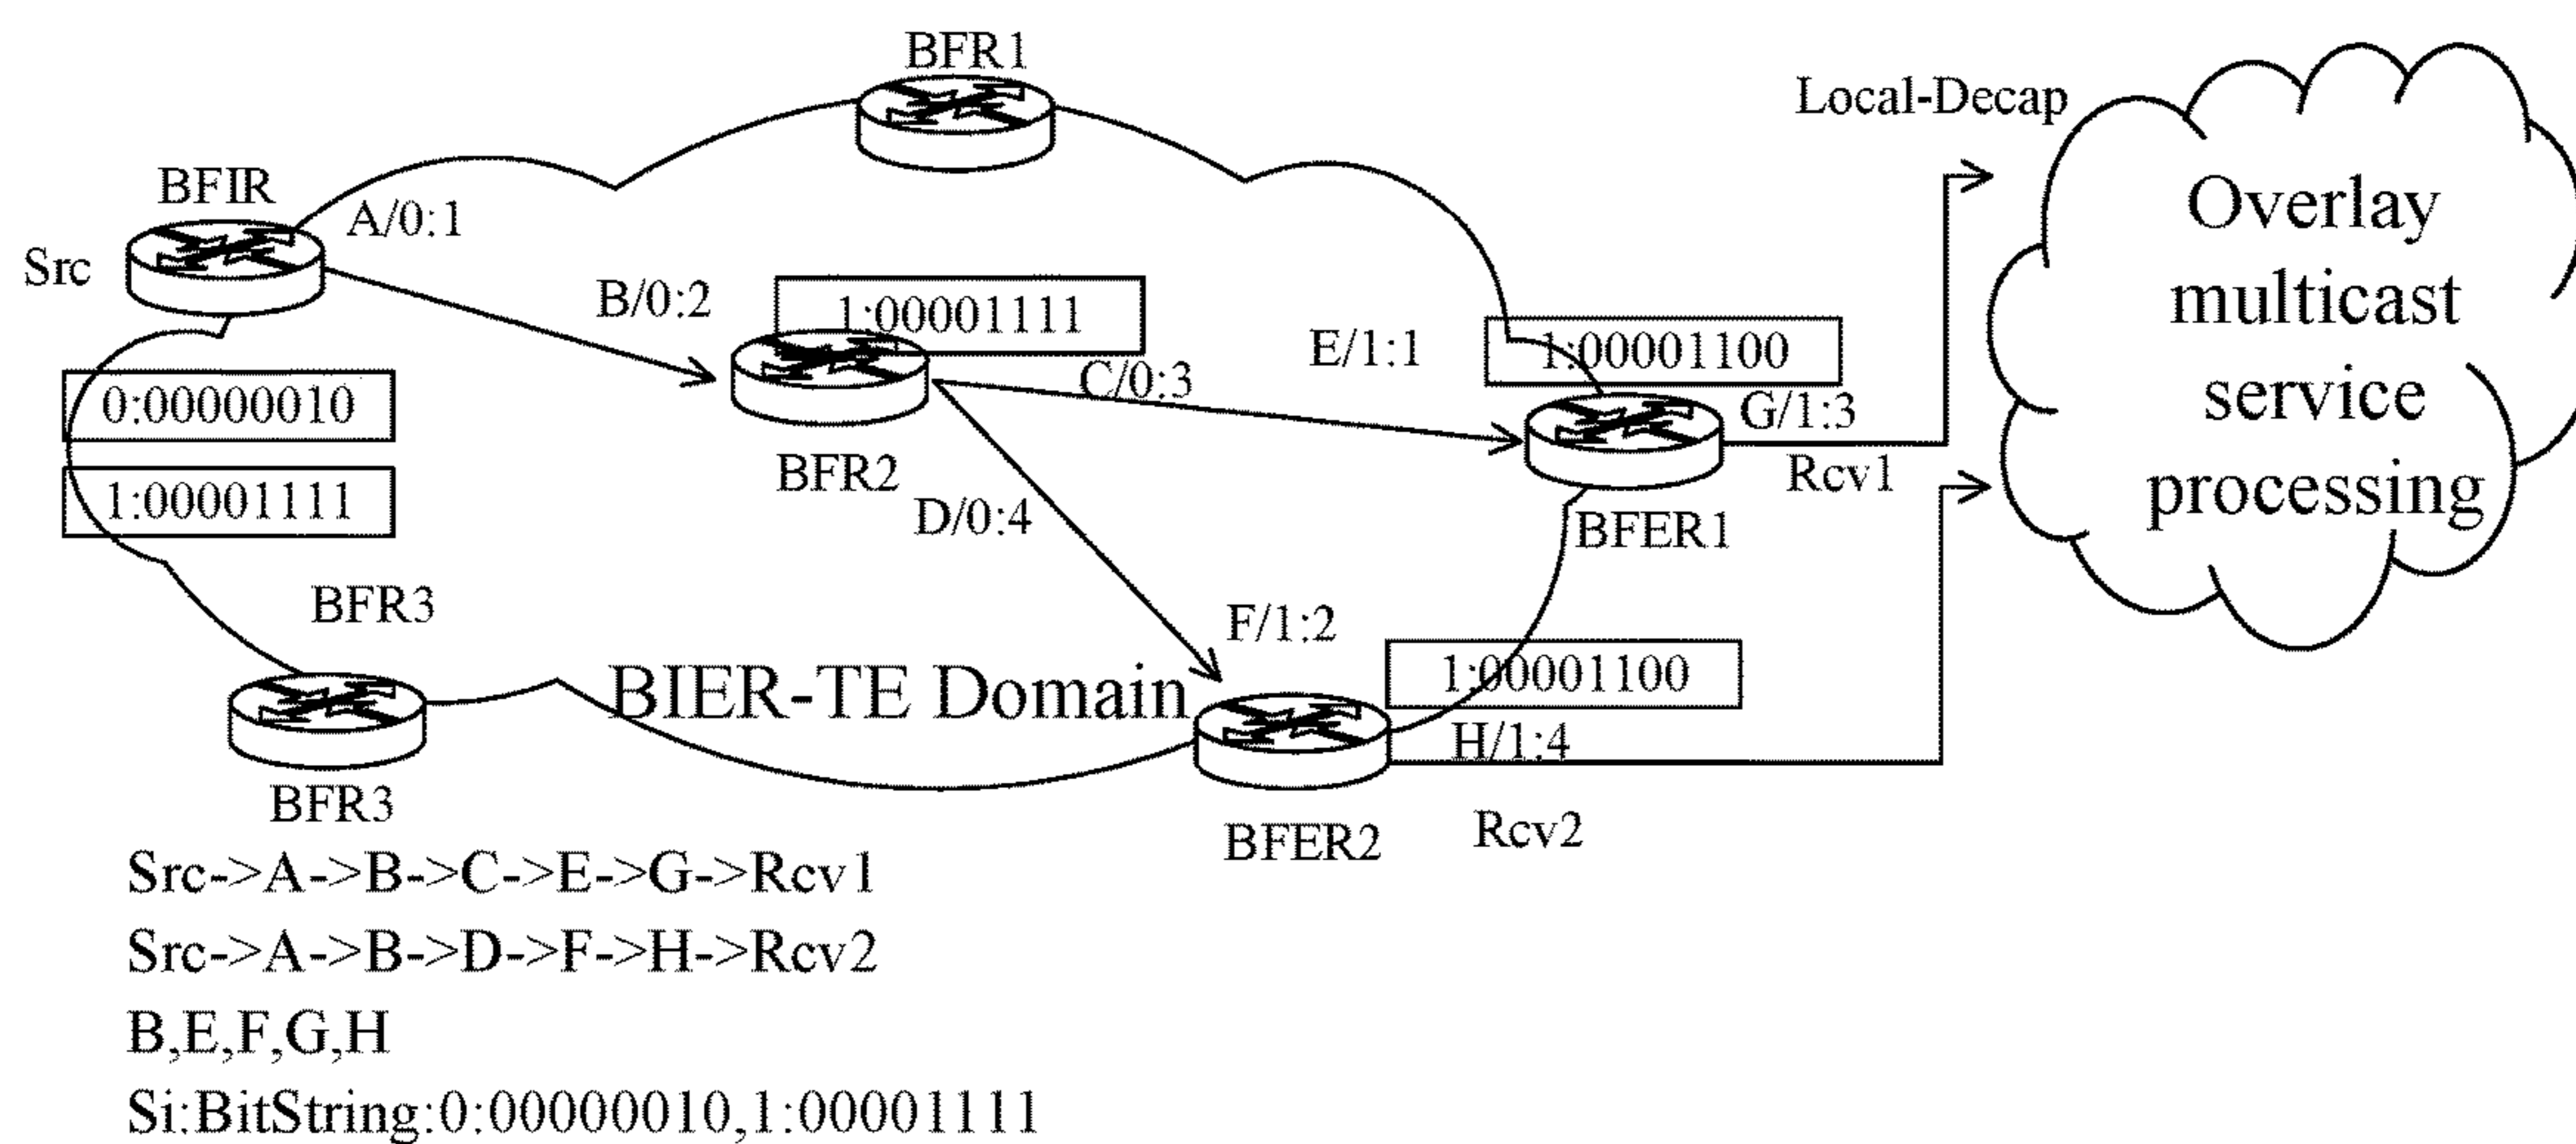 BFR1
Local-Decap
BFIR
A/0:1
Src
B/0:2
1:00001111
Overlay
multicast
service
processing
E/1:1
1:00001100
C/0:3
0:00000010
G/1:3
BFR2
Rcv1
1:00001111
D/0:4
BFER1
BFR3
F/1:2
1:00001100
BIER-TE Domain
H/1:4
BFR3
BFER2
Rcv2
Src->A->B->C->E->G->Rcv1
Src->A->B->D->F->H->Rcv2
B,E,F,G,H
Si:BitString:0:00000010,1:00001111